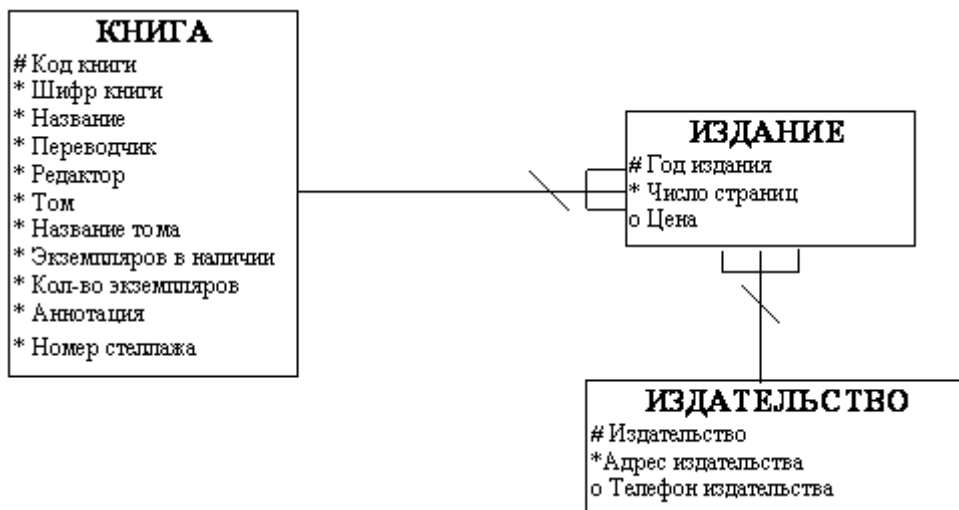 КНИГА
# Код книги
* Шифр книги
* Название
* Переводчик
* Редактор
* Том
* Название тома
* Экземпляров в наличии
* Кол-во экземпляров
* Аннотация
* Номер стеллажа
ИЗДАНИЕ
# Год издания
* Число страниц
o Цена
ИЗДАТЕЛЬСТВО
# Издательство
*Адрес издательства
o Телефон издательства